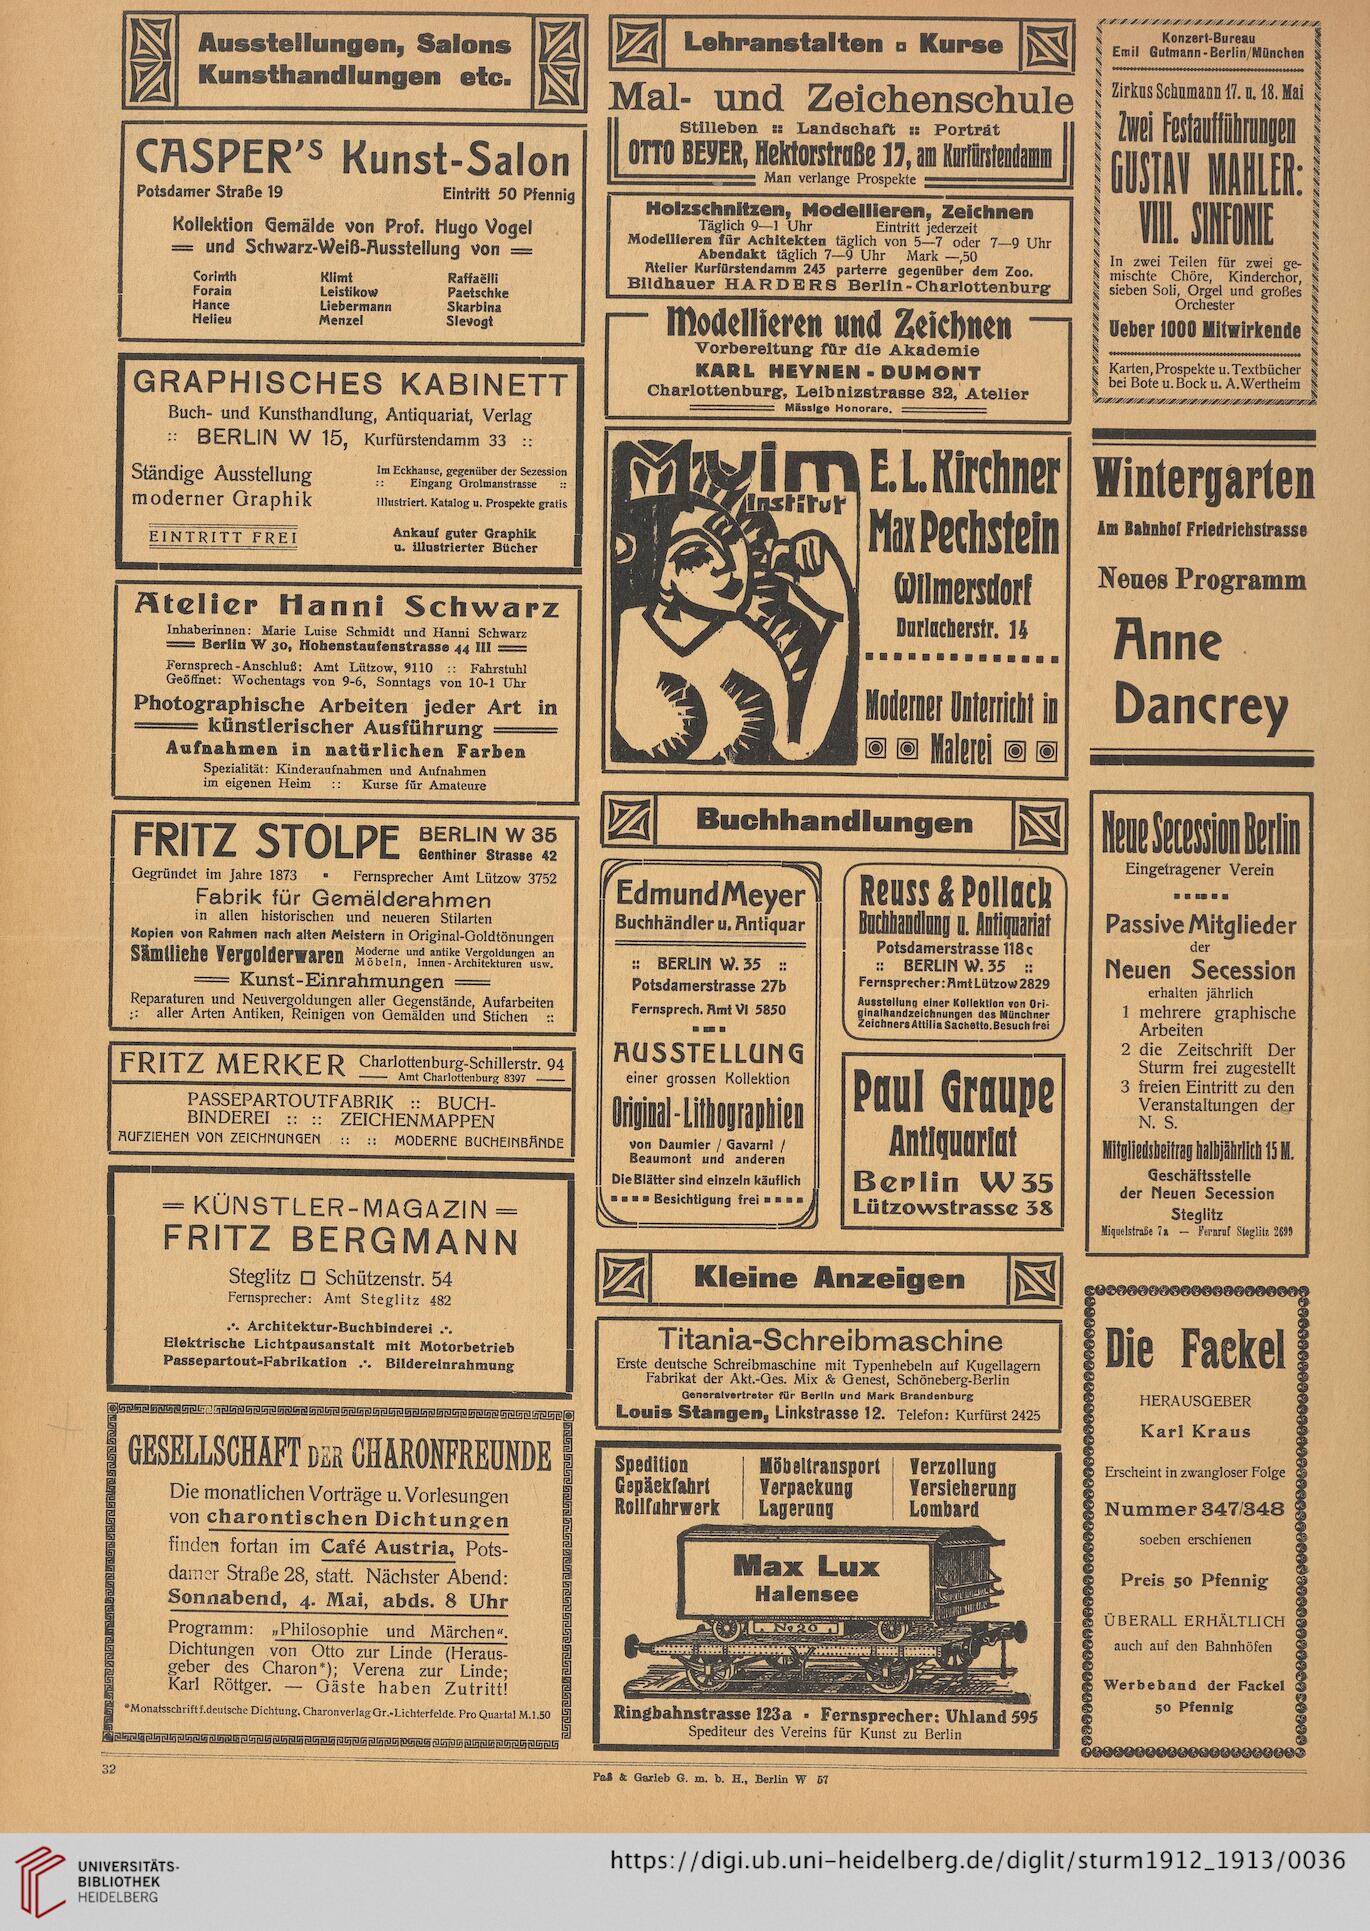 Ausstellungen, Salons
Kunsthandlungen etc.
CASPER'S Kunst-Salon
Potsdamer Straße 19 Eintritt 50 Pfennig
Kollektion Gemälde von Prof. Hugo Vogel
und Schwarz-Weiß-Ausstellung von
Corinth Klimt Raffaëlli
Forain Leistikow Paetschke
Hance Liebermann Skarbina
Helleu Menzel Slevogt
GRAPHISCHES KABINETT
Buch- und Kunsthandlung, Antiquariat, Verlag
:: BERLIN W 15, Kurfürstendamm 33 ::
Ständige Ausstellung
moderner Graphik
EINTRITT FREI
Im Eckhause, gegenüber der Sezession
:: Eingang Grolmanstrasse ::
Illustriert. Katalog u. Prospekte gratis
Ankauf guter Graphik
u. illustrierter Bücher
Atelier Hanni Schwarz
Inhaberinnen: Marie Luise Schmidt und Hanni Schwarz
Berlin W 30, Hohenstaufenstrasse 44 III
Fernsprech-Anschluß: Amt Lützow, 9110 :: Fahrstuhl
Geöffnet: Wochentags von 9-6, Sonntags von 10-1 Uhr
Photographische Arbeiten jeder Art in
künstlerischer Ausführung
Aufnahmen in natürlichen Farben
Spezialität: Kinderaufnahmen und Aufnahmen
im eigenen Heim :: Kurse für Amateure
FRITZ STOLPE BERLIN W 35
Genthiner Strasse 42
Gegründet im Jahre 1873 ▪ Fernsprecher Amt Lützow 3752
Fabrik für Gemälderahmen
in allen historischen und neueren Stilarten
Kopien von Rahmen nach alten Meistern in Original-Goldtönungen
Sämtliche Vergolderwaren Moderne und antike Vergoldungen an
Möbeln, Innen-Architekturen usw.
Kunst-Einrahmungen
Reparaturen und Neuvergoldungen aller Gegenstände, Aufarbeiten
:: aller Arten Antiken, Reinigen von Gemälden und Stichen ::
FRITZ MERKER Charlottenburg-Schillerstr. 94
Amt Charlottenburg 8397
PASSEPARTOUTFABRIK :: BUCH-
BINDEREI :: :: ZEICHENMAPPEN
AUFZIEHEN VON ZEICHNUNGEN :: :: MODERNE BUCHEINBÄNDE
KÜNSTLER-MAGAZIN
FRITZ BERGMANN
Steglitz □ Schützenstr. 54
Fernsprecher: Amt Steglitz 482
∴ Architektur-Buchbinderei ∴
Elektrische Lichtpausanstalt mit Motorbetrieb
Passepartout-Fabrikation ∴ Bildereinrahmung
GESELLSCHAFT DER CHARONFREUNDE
Die monatlichen Vorträge u. Vorlesungen
von charontischen Dichtungen
finden fortan im Café Austria, Pots-
damer Straße 28, statt. Nächster Abend:
Sonnabend, 4. Mai, abds. 8 Uhr
Programm: „Philosophie und Märchen“.
Dichtungen von Otto zur Linde (Heraus-
geber des Charon*); Verena zur Linde;
Karl Röttger. — Gäste haben Zutritt!
*Monatsschrift f. deutsche Dichtung. Charonverlag Gr.-Lichterfelde. Pro Quartal M. 1.50
Lehranstalten ▫ Kurse
Mal- und Zeichenschule
Stilleben :: Landschaft :: Porträt
OTTO BEYER, Hektorstraße 17, am Kurfürstendamm
Man verlange Prospekte
Holzschnitzen, Modellieren, Zeichnen
Täglich 9—1 Uhr Eintritt jederzeit
Modellieren für Achitekten täglich von 5—7 oder 7—9 Uhr
Abendakt täglich 7—9 Uhr Mark —,50
Atelier Kurfürstendamm 243 parterre gegenüber dem Zoo.
Bildhauer HARDERS Berlin-Charlottenburg
Modellieren und Zeichnen
Vorbereitung für die Akademie
KARL HEYNEN-DUMONT
Charlottenburg, Leibnizstrasse 32, Atelier
Mässige Honorare.
Muim
Institut
E. L. Kirchner
Max Pechstein
Wilmersdorf
Durlacherstr. 14
Moderner Unterricht in
Malerei
Buchhandlungen
Edmund Meyer
Buchhändler u. Antiquar
:: BERLIN W. 35 ::
Potsdamerstrasse 27b
Fernsprech. Amt VI 5850
AUSSTELLUNG
einer grossen Kollektion
Original-Lithographien
von Daumier / Gavarni /
Beaumont und anderen
Die Blätter sind einzeln käuflich
Besichtigung frei
Reuss & Pollack
Buchhandlung u. Antiquariat
Potsdamerstrasse 118c
:: BERLIN W. 35 ::
Fernsprecher: Amt Lützow 2829
Ausstellung einer Kollektion von Ori-
ginalhandzeichnungen des Münchner
Zeichners Attilia Sachetto. Besuch frei
Paul Graupe
Antiquariat
Berlin W 35
Lützowstrasse 38
Kleine Anzeigen
Titania-Schreibmaschine
Erste deutsche Schreibmaschine mit Typenhebeln auf Kugellagern
Fabrikat der Akt.-Ges. Mix & Genest, Schöneberg-Berlin
Generalvertreter für Berlin und Mark Brandenburg
Louis Stangen, Linkstrasse 12. Telefon: Kurfürst 2425
Spedition Möbeltransport Verzollung
Gepäckfahrt Verpackung Versicherung
Rollfuhrwerk Lagerung Lombard
Max Lux
Halensee
No 20
Ringbahnstrasse 123a ▪ Fernsprecher: Uhland 595
Spediteur des Vereins für Kunst zu Berlin
Konzert-Bureau
Emil Gutmann-Berlin/München
Zirkus Schumann 17. u. 18. Mai
Zwei Festaufführungen
GUSTAV MAHLER:
VIII. SINFONIE
In zwei Teilen für zwei ge-
mischte Chöre, Kinderchor,
sieben Soli, Orgel und großes
Orchester
Ueber 1000 Mitwirkende
Karten, Prospekte u. Textbücher
bei Bote u. Bock u. A. Wertheim
Wintergarten
Am Bahnhof Friedrichstrasse
Neues Programm
Anne
Dancrey
Neue Secession Berlin
Eingetragener Verein
Passive Mitglieder
der
Neuen Secession
erhalten jährlich
1 mehrere graphische
Arbeiten
2 die Zeitschrift Der
Sturm frei zugestellt
3 freien Eintritt zu den
Veranstaltungen der
N. S.
Mitgliedsbeitrag halbjährlich 15 M.
Geschäftsstelle
der Neuen Secession
Steglitz
Miquelstraße 7a — Fernruf Steglitz 2699
Die Fackel
HERAUSGEBER
Karl Kraus
Erscheint in zwangloser Folge
Nummer 347/348
soeben erschienen
Preis 50 Pfennig
ÜBERALL ERHÄLTLICH
auch auf den Bahnhöfen
Werbeband der Fackel
50 Pfennig
32
Paß & Garleb G. m. b. H., Berlin W 57
UNIVERSITÄTS-
BIBLIOTHEK
HEIDELBERG
https://digi.ub.uni-heidelberg.de/diglit/sturm1912_1913/0036